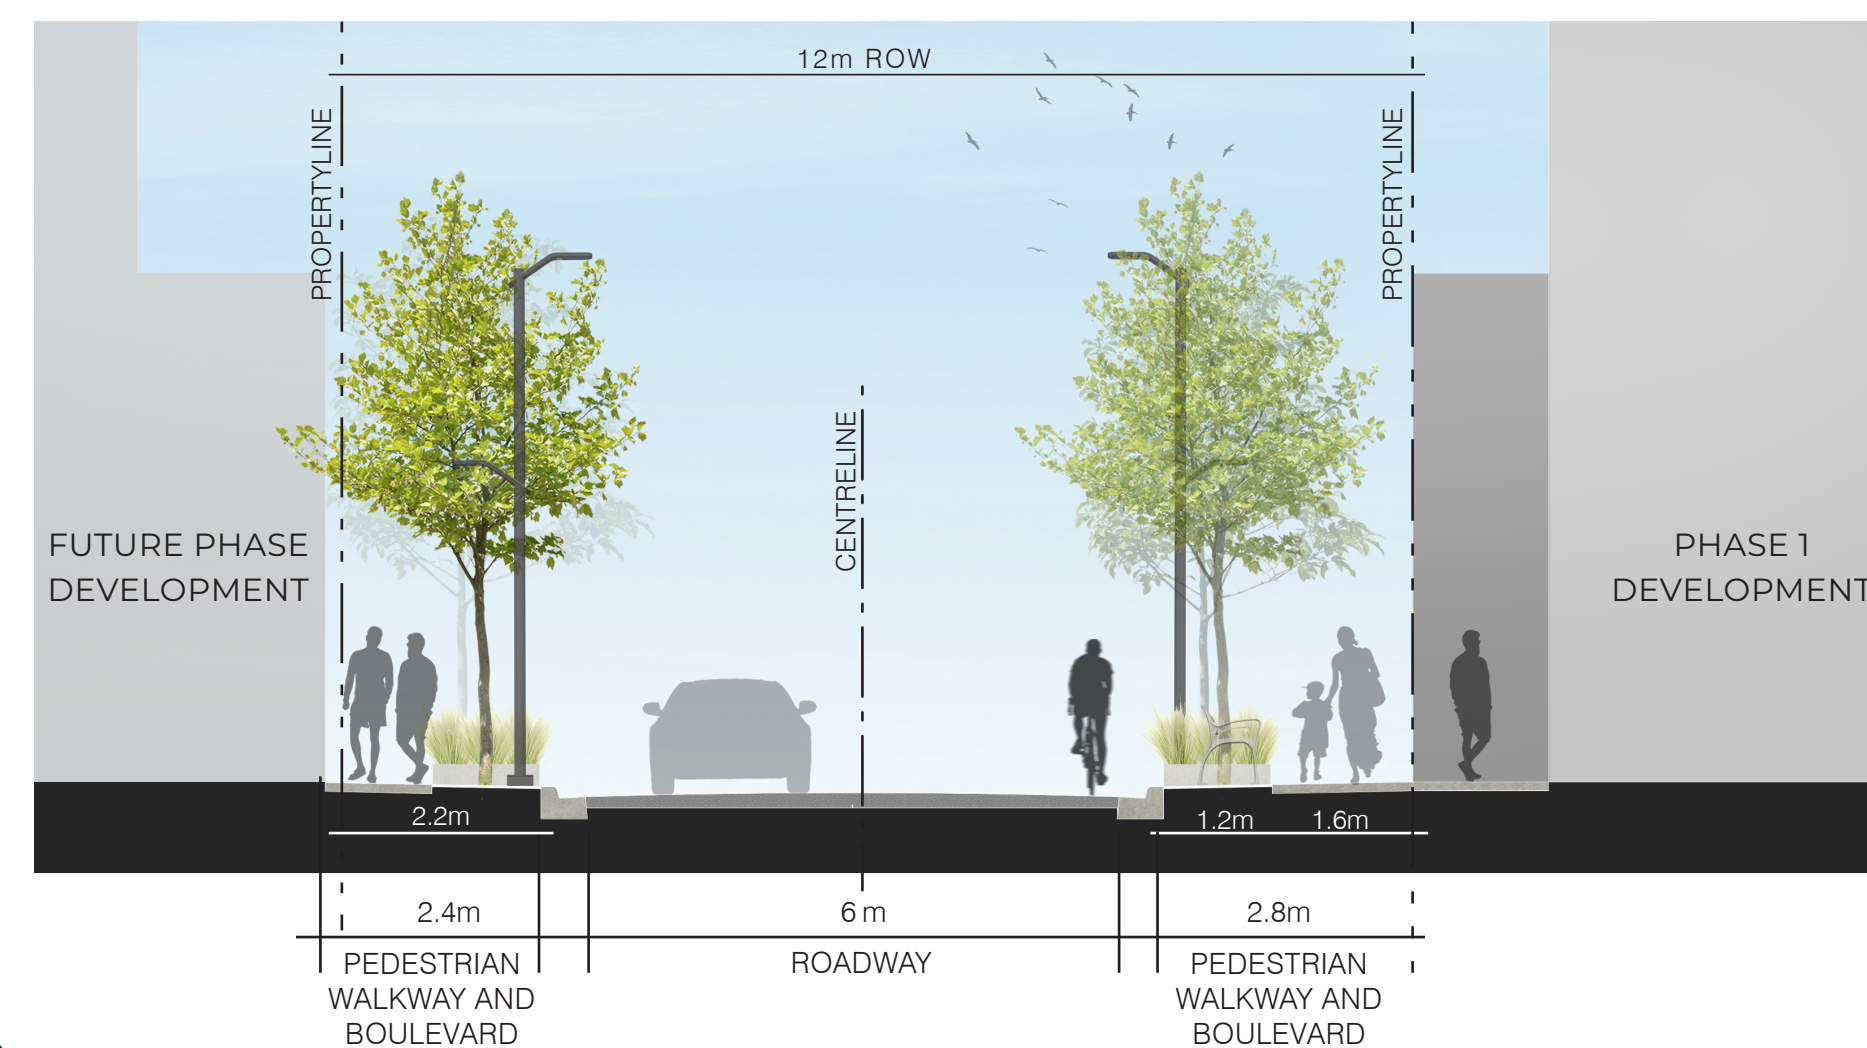 12m ROW
PROPERTYLINE
PROPERTYLINE
CENTRELINE
FUTURE PHASE
DEVELOPMENT
PHASE 1
DEVELOPMENT
2.2m
1.2m
1.6m
2.4m
6 m
2.8m
PEDESTRIAN
WALKWAY AND
BOULEVARD
ROADWAY
PEDESTRIAN
WALKWAY AND
BOULEVARD